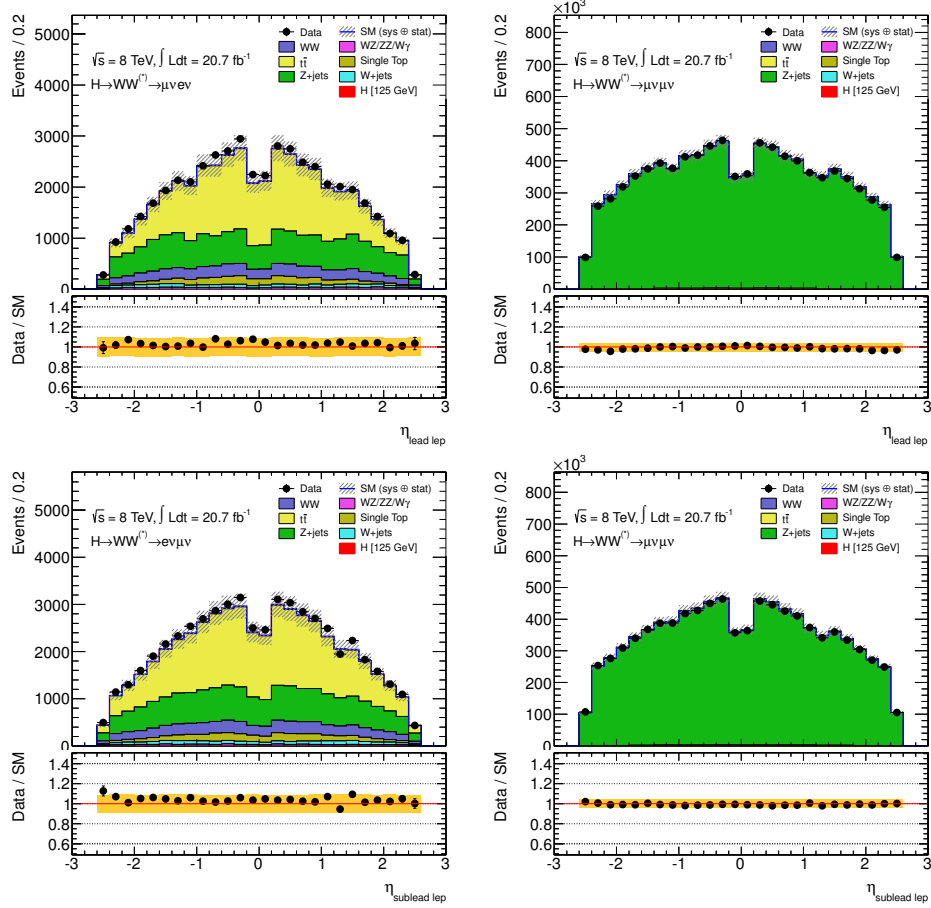 Events / 0.2
5000
4000
3000
2000
1000
0
√s = 8 TeV, ∫ Ldt = 20.7 fb⁻¹
H→WW⁽*⁾→μνeν
Data
SM (sys ⊕ stat)
WW
WZ/ZZ/Wγ
tt̄
Single Top
Z+jets
W+jets
H [125 GeV]
Data / SM
1.4
1.2
1
0.8
0.6
-3 -2 -1 0 1 2 3
η lead lep
×10³
Events / 0.2
800
700
600
500
400
300
200
100
0
√s = 8 TeV, ∫ Ldt = 20.7 fb⁻¹
H→WW⁽*⁾→μνμν
Data
SM (sys ⊕ stat)
WW
WZ/ZZ/Wγ
tt̄
Single Top
Z+jets
W+jets
H [125 GeV]
Data / SM
1.4
1.2
1
0.8
0.6
-3 -2 -1 0 1 2 3
η lead lep
Events / 0.2
5000
4000
3000
2000
1000
0
√s = 8 TeV, ∫ Ldt = 20.7 fb⁻¹
H→WW⁽*⁾→eνμν
Data
SM (sys ⊕ stat)
WW
WZ/ZZ/Wγ
tt̄
Single Top
Z+jets
W+jets
H [125 GeV]
Data / SM
1.4
1.2
1
0.8
0.6
-3 -2 -1 0 1 2 3
η sublead lep
×10³
Events / 0.2
800
700
600
500
400
300
200
100
0
√s = 8 TeV, ∫ Ldt = 20.7 fb⁻¹
H→WW⁽*⁾→μνμν
Data
SM (sys ⊕ stat)
WW
WZ/ZZ/Wγ
tt̄
Single Top
Z+jets
W+jets
H [125 GeV]
Data / SM
1.4
1.2
1
0.8
0.6
-3 -2 -1 0 1 2 3
η sublead lep